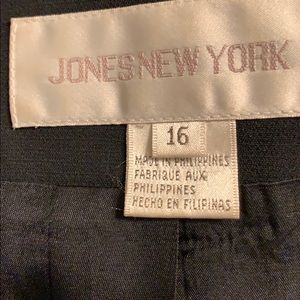 JONES NEW YORK
16
MADE IN PHILIPPINES
FABRIQUE AUX
PHILIPPINES
HECHO EN FILIPINAS